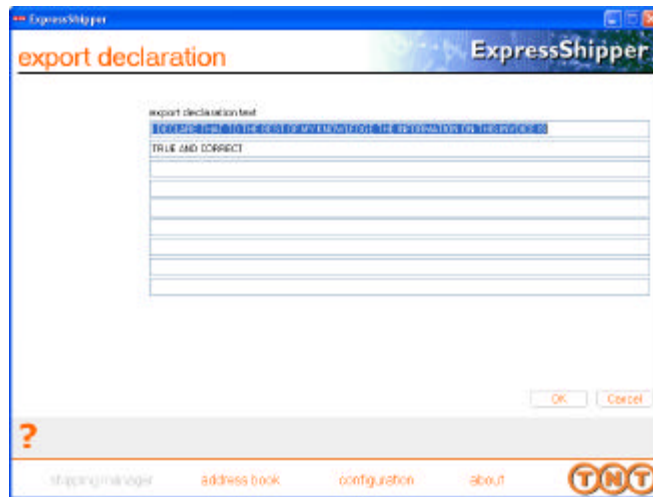 ExpressShipper
export declaration
ExpressShipper
export declaration text
I DECLARE THAT TO THE BEST OF MY KNOWLEDGE THE INFORMATION ON THIS INVOICE IS
TRUE AND CORRECT
OK Cancel
?
shipping manager address book configuration about
TNT